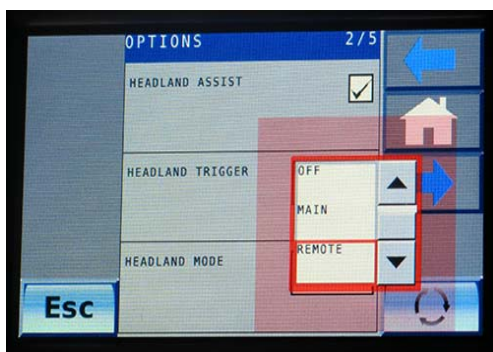 OPTIONS 2/5
HEADLAND ASSIST
HEADLAND TRIGGER
OFF
MAIN
REMOTE
HEADLAND MODE
Esc